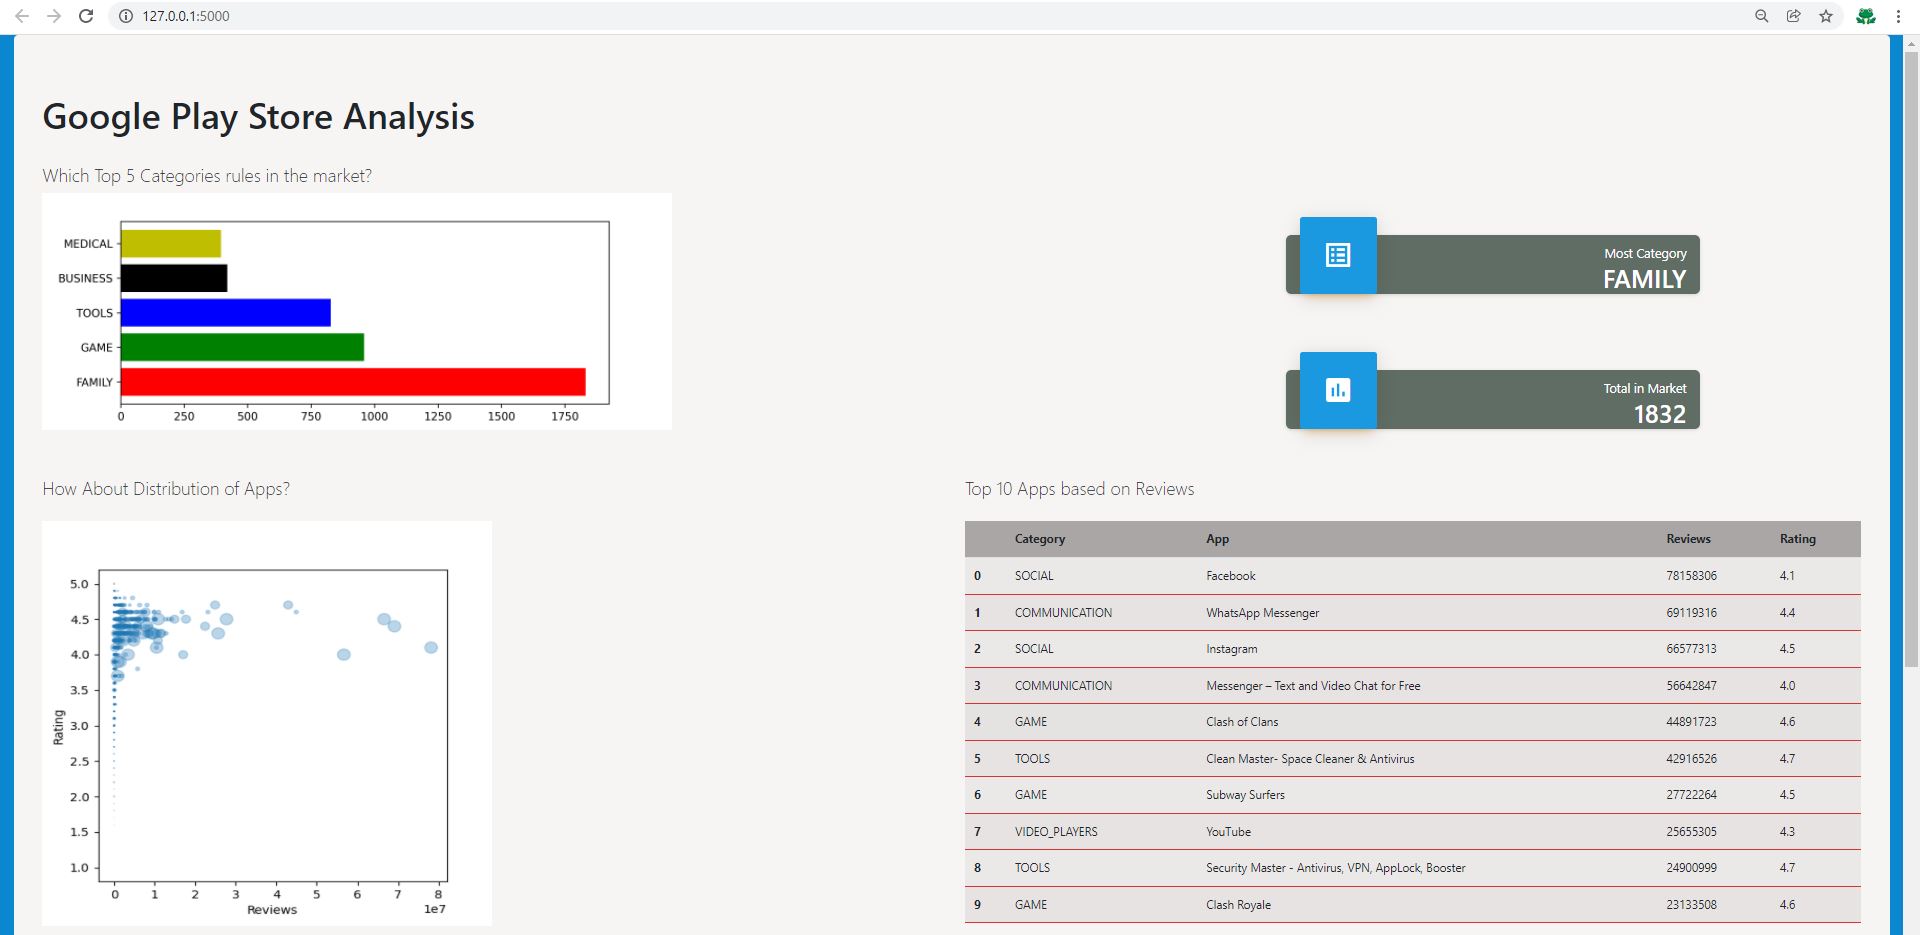 127.0.0.1:5000
Google Play Store Analysis
Which Top 5 Categories rules in the market?
MEDICAL
BUSINESS
TOOLS
GAME
FAMILY
0 250 500 750 1000 1250 1500 1750
Most Category
FAMILY
Total in Market
1832
How About Distribution of Apps?
5.0
4.5
4.0
3.5
3.0
2.5
2.0
1.5
1.0
Rating
0 1 2 3 4 5 6 7 8
Reviews
1e7
Top 10 Apps based on Reviews
Category App Reviews Rating
0 SOCIAL Facebook 78158306 4.1
1 COMMUNICATION WhatsApp Messenger 69119316 4.4
2 SOCIAL Instagram 66577313 4.5
3 COMMUNICATION Messenger – Text and Video Chat for Free 56642847 4.0
4 GAME Clash of Clans 44891723 4.6
5 TOOLS Clean Master- Space Cleaner & Antivirus 42916526 4.7
6 GAME Subway Surfers 27722264 4.5
7 VIDEO_PLAYERS YouTube 25655305 4.3
8 TOOLS Security Master - Antivirus, VPN, AppLock, Booster 24900999 4.7
9 GAME Clash Royale 23133508 4.6